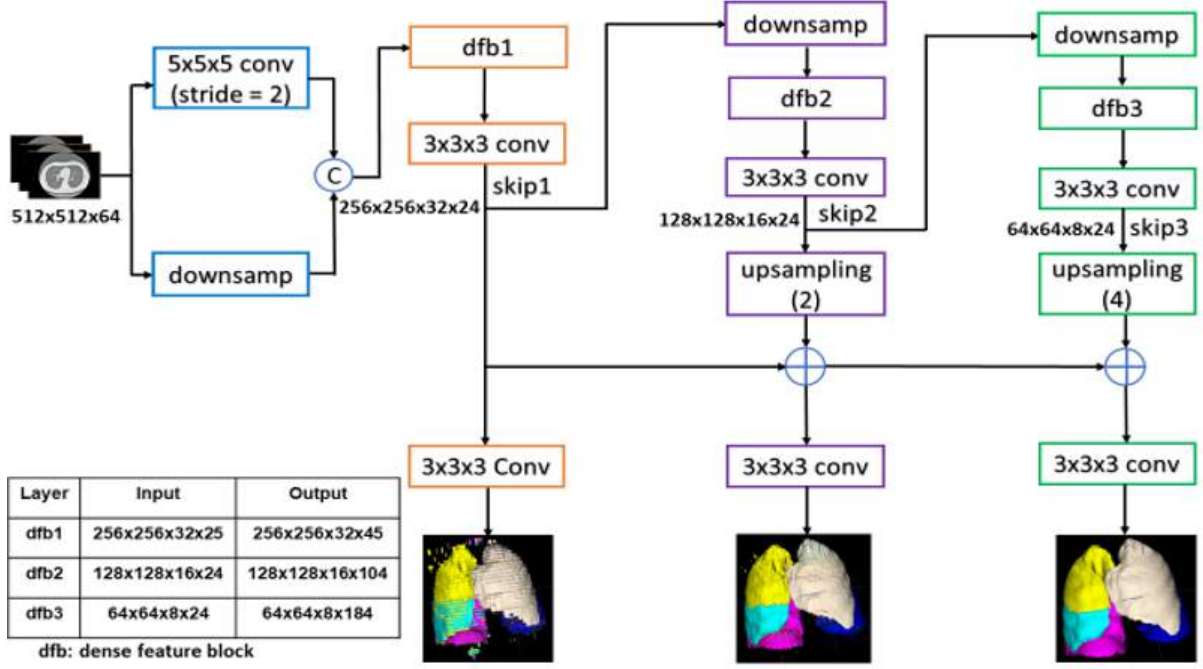 5x5x5 conv
(stride = 2)
512x512x64
downsamp
C
dfb1
3x3x3 conv
256x256x32x24
skip1
3x3x3 Conv
downsamp
dfb2
3x3x3 conv
128x128x16x24
skip2
upsampling
(2)
3x3x3 conv
downsamp
dfb3
3x3x3 conv
64x64x8x24
skip3
upsampling
(4)
3x3x3 conv
Layer Input Output
dfb1 256x256x32x25 256x256x32x45
dfb2 128x128x16x24 128x128x16x104
dfb3 64x64x8x24 64x64x8x184
dfb: dense feature block